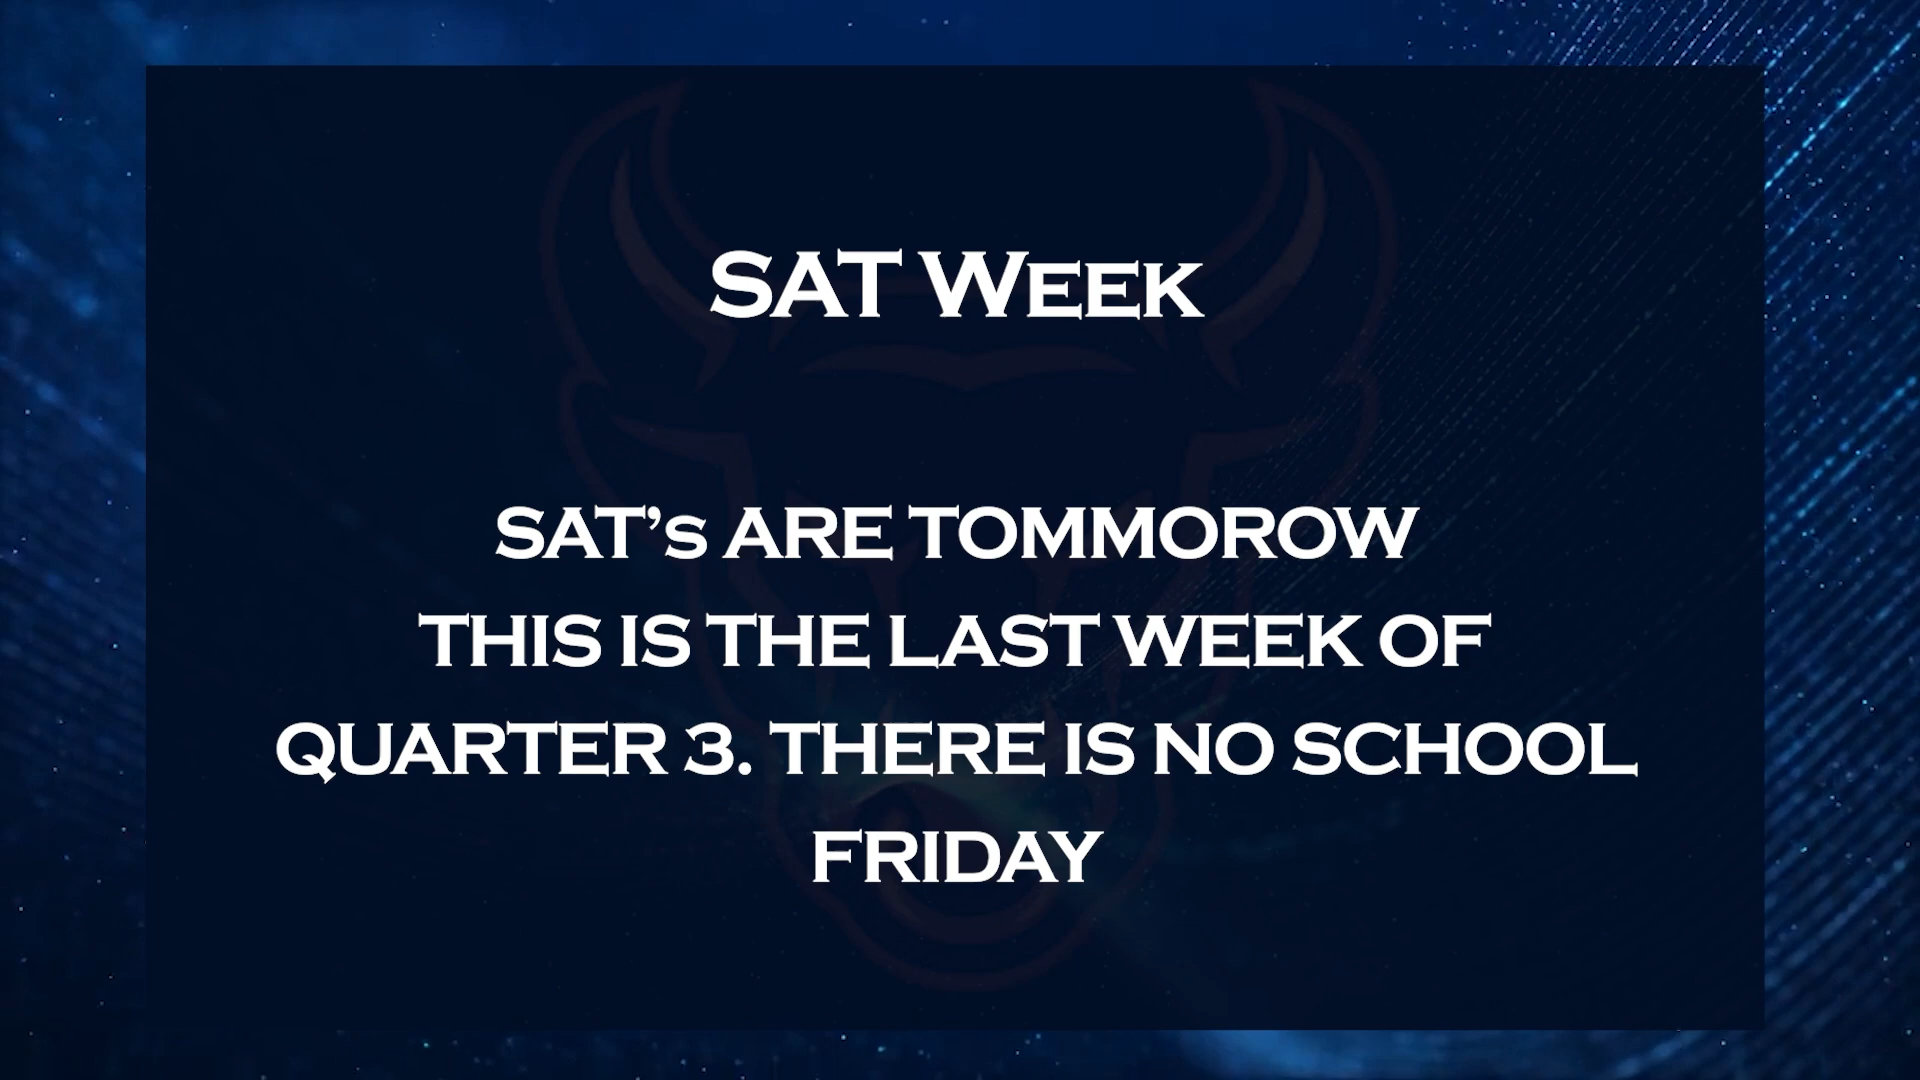 SAT Week
SAT’s ARE TOMMOROW
THIS IS THE LAST WEEK OF
QUARTER 3. THERE IS NO SCHOOL
FRIDAY